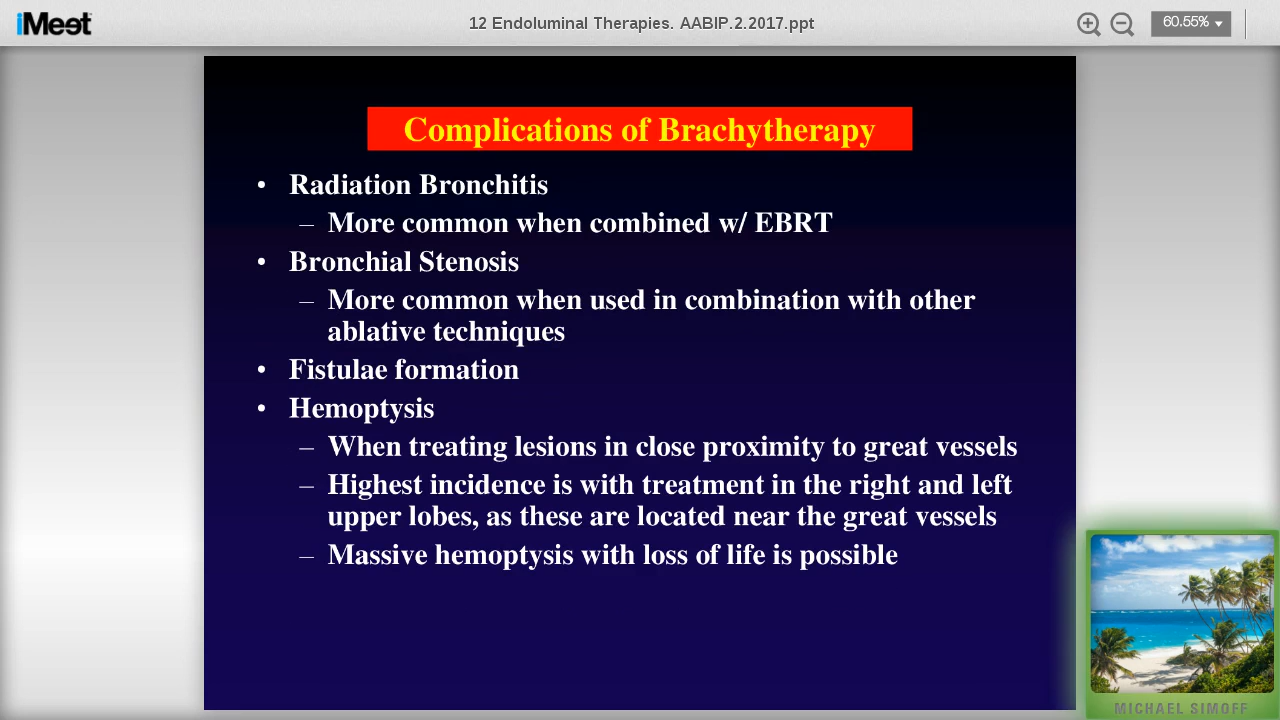 iMeet
12 Endoluminal Therapies. AABIP.2.2017.ppt
60.55%
Complications of Brachytherapy
• Radiation Bronchitis
– More common when combined w/ EBRT
• Bronchial Stenosis
– More common when used in combination with other
ablative techniques
• Fistulae formation
• Hemoptysis
– When treating lesions in close proximity to great vessels
– Highest incidence is with treatment in the right and left
upper lobes, as these are located near the great vessels
– Massive hemoptysis with loss of life is possible
MICHAEL SIMOFF